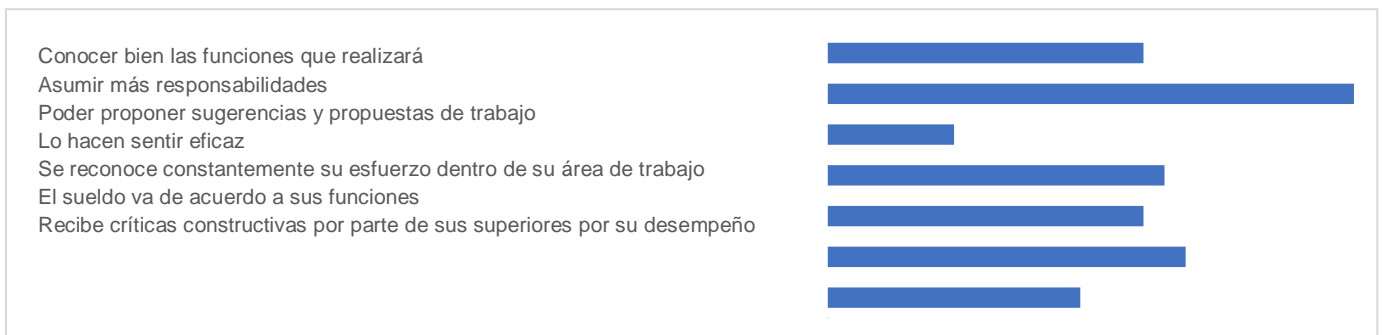 Conocer bien las funciones que realizará
Asumir más responsabilidades
Poder proponer sugerencias y propuestas de trabajo
Lo hacen sentir eficaz
Se reconoce constantemente su esfuerzo dentro de su área de trabajo
El sueldo va de acuerdo a sus funciones
Recibe críticas constructivas por parte de sus superiores por su desempeño